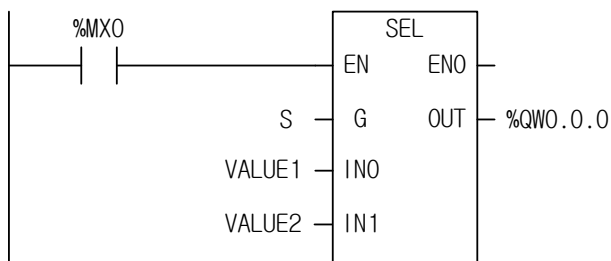 %MX0
SEL
EN ENO
S G OUT %QW0.0.0
VALUE1 IN0
VALUE2 IN1